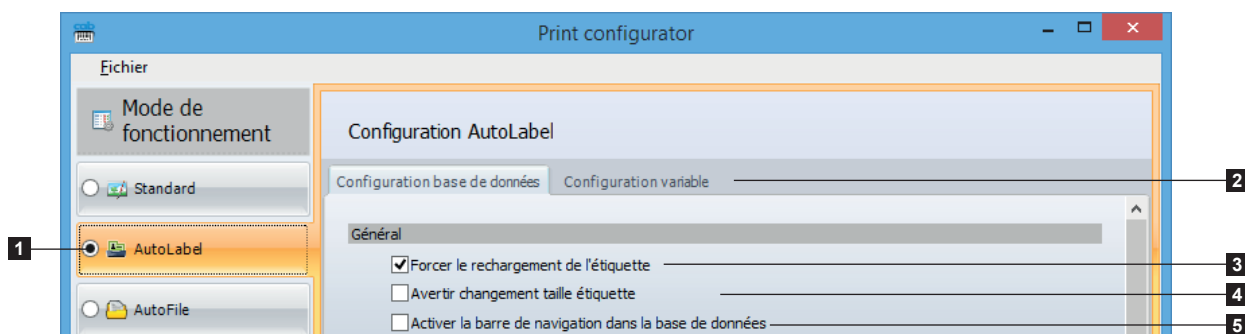 cab
Print configurator
Fichier
Mode de
fonctionnement
Configuration AutoLabel
Standard
Configuration base de données
Configuration variable
2
Général
1
AutoLabel
Forcer le rechargement de l'étiquette
3
Avertir changement taille étiquette
4
AutoFile
Activer la barre de navigation dans la base de données
5